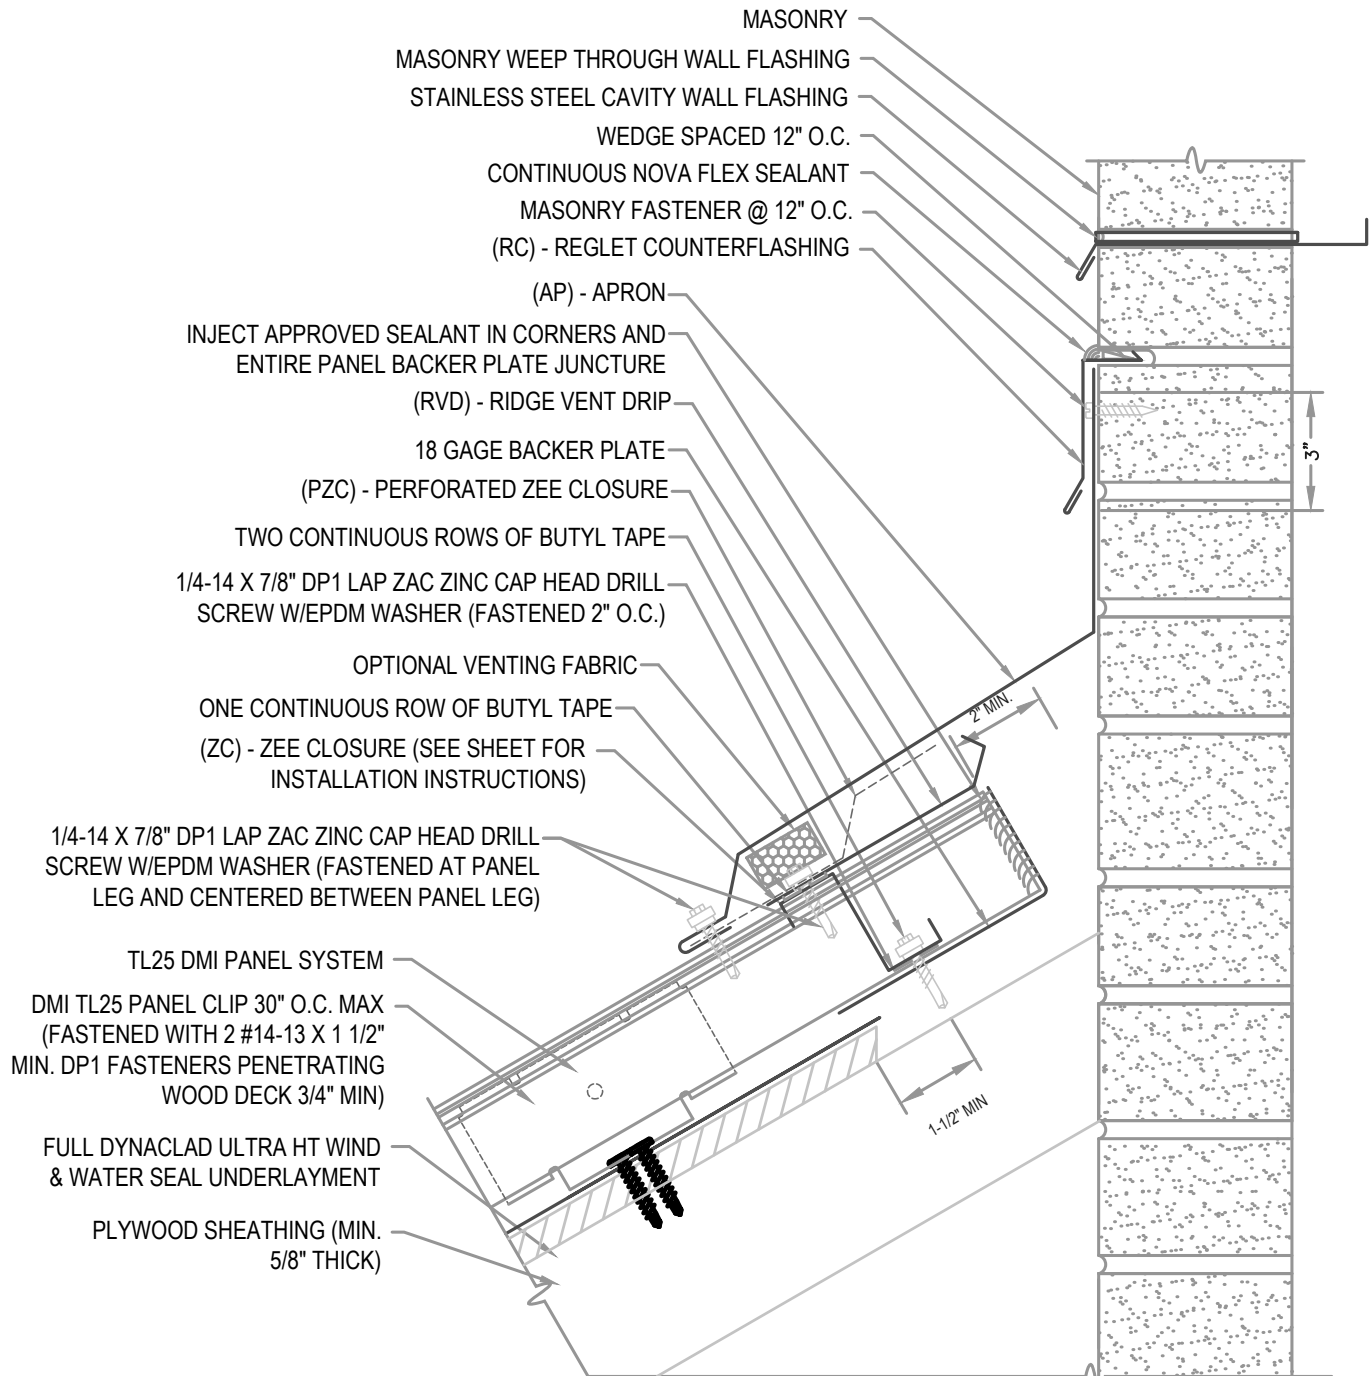 MASONRY
MASONRY WEEP THROUGH WALL FLASHING
STAINLESS STEEL CAVITY WALL FLASHING
WEDGE SPACED 12" O.C.
CONTINUOUS NOVA FLEX SEALANT
MASONRY FASTENER @ 12" O.C.
(RC) - REGLET COUNTERFLASHING
(AP) - APRON
INJECT APPROVED SEALANT IN CORNERS AND
ENTIRE PANEL BACKER PLATE JUNCTURE
(RVD) - RIDGE VENT DRIP
18 GAGE BACKER PLATE
(PZC) - PERFORATED ZEE CLOSURE
TWO CONTINUOUS ROWS OF BUTYL TAPE
1/4-14 X 7/8" DP1 LAP ZAC ZINC CAP HEAD DRILL
SCREW W/EPDM WASHER (FASTENED 2" O.C.)
OPTIONAL VENTING FABRIC
ONE CONTINUOUS ROW OF BUTYL TAPE
(ZC) - ZEE CLOSURE (SEE SHEET FOR
INSTALLATION INSTRUCTIONS)
1/4-14 X 7/8" DP1 LAP ZAC ZINC CAP HEAD DRILL
SCREW W/EPDM WASHER (FASTENED AT PANEL
LEG AND CENTERED BETWEEN PANEL LEG)
TL25 DMI PANEL SYSTEM
DMI TL25 PANEL CLIP 30" O.C. MAX
(FASTENED WITH 2 #14-13 X 1 1/2"
MIN. DP1 FASTENERS PENETRATING
WOOD DECK 3/4" MIN)
FULL DYNACLAD ULTRA HT WIND
& WATER SEAL UNDERLAYMENT
PLYWOOD SHEATHING (MIN.
5/8" THICK)
3"
2" MIN.
1-1/2" MIN